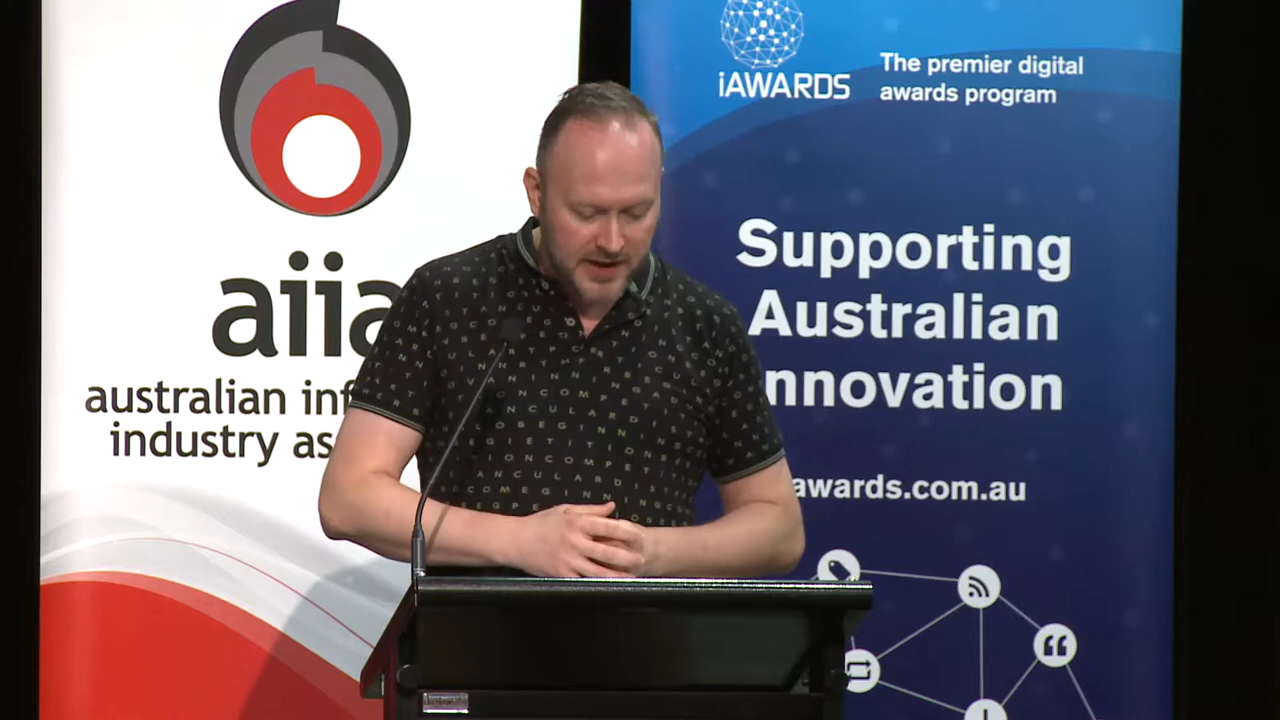 aiia
australian inf
industry as
iAWARDS
The premier digital
awards program
Supporting
Australian
nnovation
awards.com.au